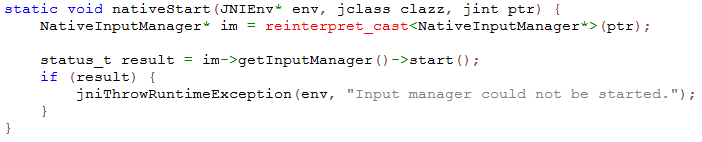 static void nativeStart(JNIEnv* env, jclass clazz, jint ptr) {
    NativeInputManager* im = reinterpret_cast<NativeInputManager*>(ptr);

    status_t result = im->getInputManager()->start();
    if (result) {
        jniThrowRuntimeException(env, "Input manager could not be started.");
    }
}